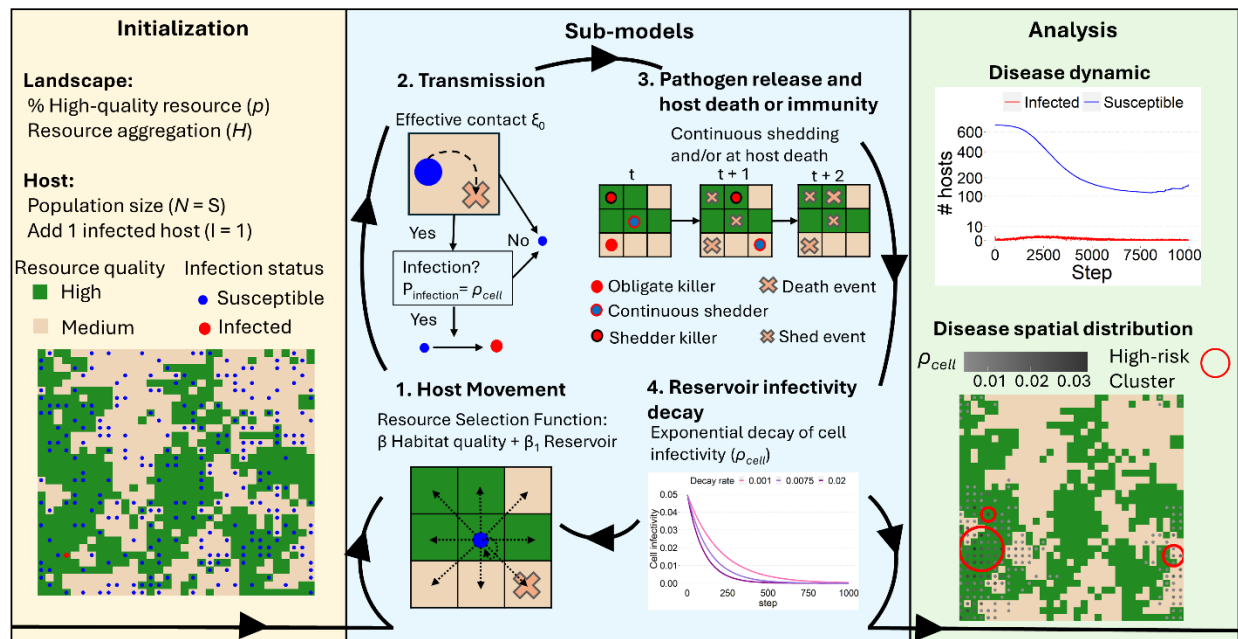 Initialization
Landscape:
% High-quality resource (p)
Resource aggregation (H)
Host:
Population size (N = S)
Add 1 infected host (I = 1)
Resource quality
High
Medium
Infection status
Susceptible
Infected
Sub-models
2. Transmission
Effective contact ξ0
Yes
No
Infection?
Pinfection= ρcell
Yes
3. Pathogen release and
host death or immunity
Continuous shedding
and/or at host death
t
t + 1
t + 2
Obligate killer
Death event
Continuous shedder
Shedder killer
Shed event
1. Host Movement
Resource Selection Function:
β Habitat quality + β1 Reservoir
4. Reservoir infectivity
decay
Exponential decay of cell
infectivity (ρcell)
Decay rate 0.001 0.0075 0.02
Cell infectivity
0.05
0.04
0.03
0.02
0.01
0.00
0 250 500 750 1000
step
Analysis
Disease dynamic
Infected Susceptible
# hosts
600
400
200
100
10
0
0 2500 5000 7500 1000
Step
Disease spatial distribution
ρcell
0.01 0.02 0.03
High-risk
Cluster